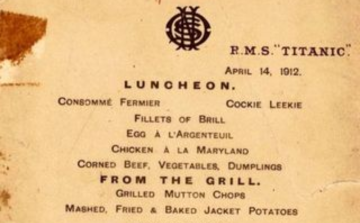 R.M.S. "TITANIC."
APRIL 14, 1912.
LUNCHEON.
CONSOMMÉ FERMIER COCKIE LEEKIE
FILLETS OF BRILL
EGG À L'ARGENTEUIL
CHICKEN À LA MARYLAND
CORNED BEEF, VEGETABLES, DUMPLINGS
FROM THE GRILL.
GRILLED MUTTON CHOPS
MASHED, FRIED & BAKED JACKET POTATOES